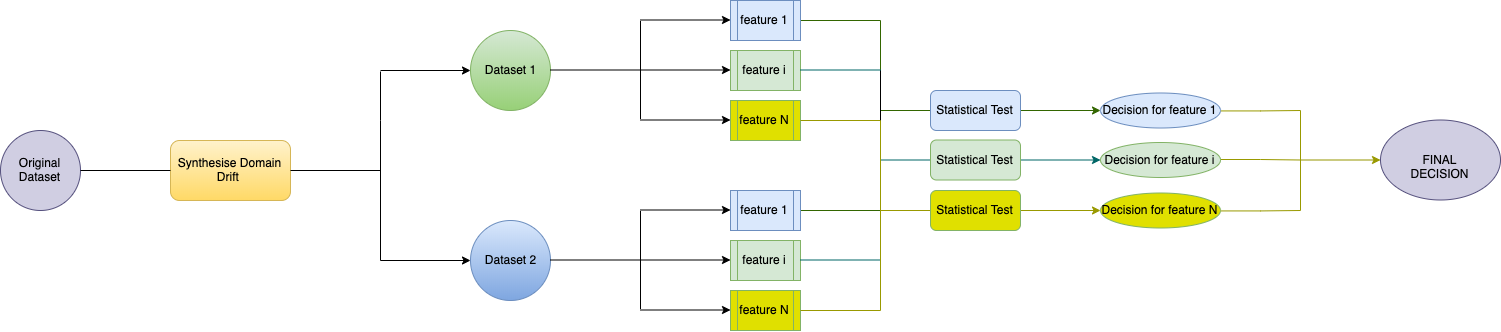 Original
Dataset
Synthesise Domain
Drift
Dataset 1
Dataset 2
feature 1
feature i
feature N
feature 1
feature i
feature N
Statistical Test
Statistical Test
Statistical Test
Decision for feature 1
Decision for feature i
Decision for feature N
FINAL
DECISION